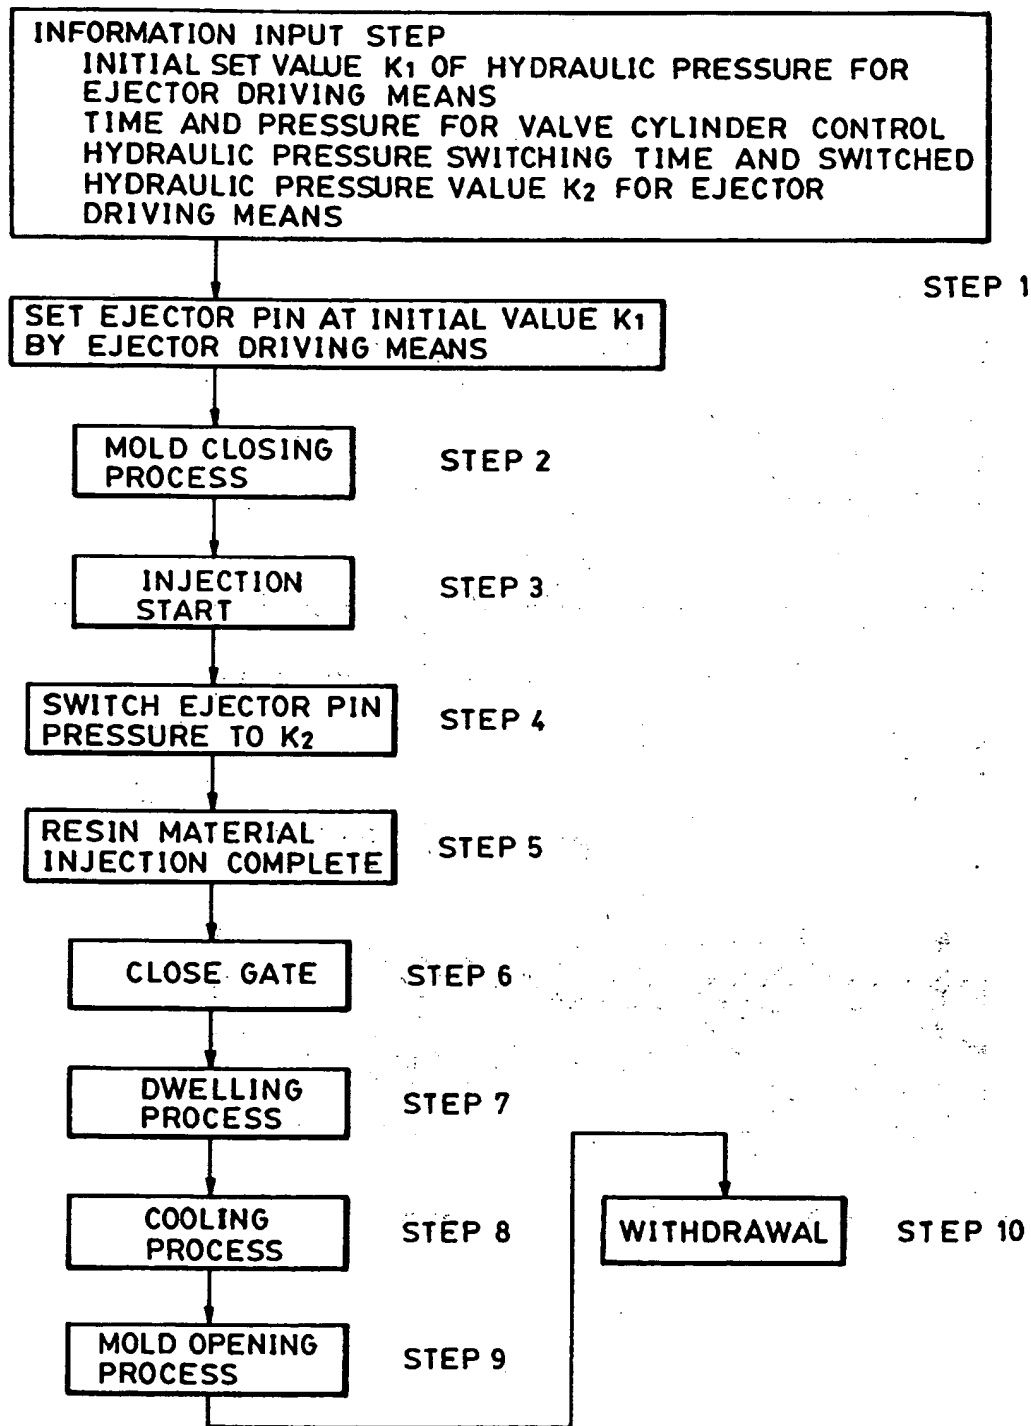 INFORMATION INPUT STEP
INITIAL SET VALUE K1 OF HYDRAULIC PRESSURE FOR
EJECTOR DRIVING MEANS
TIME AND PRESSURE FOR VALVE CYLINDER CONTROL
HYDRAULIC PRESSURE SWITCHING TIME AND SWITCHED
HYDRAULIC PRESSURE VALUE K2 FOR EJECTOR
DRIVING MEANS
STEP 1
SET EJECTOR PIN AT INITIAL VALUE K1
BY EJECTOR DRIVING MEANS
MOLD CLOSING
PROCESS
STEP 2
INJECTION
START
STEP 3
SWITCH EJECTOR PIN
PRESSURE TO K2
STEP 4
RESIN MATERIAL
INJECTION COMPLETE
STEP 5
CLOSE GATE
STEP 6
DWELLING
PROCESS
STEP 7
COOLING
PROCESS
STEP 8
MOLD OPENING
PROCESS
STEP 9
WITHDRAWAL
STEP 10